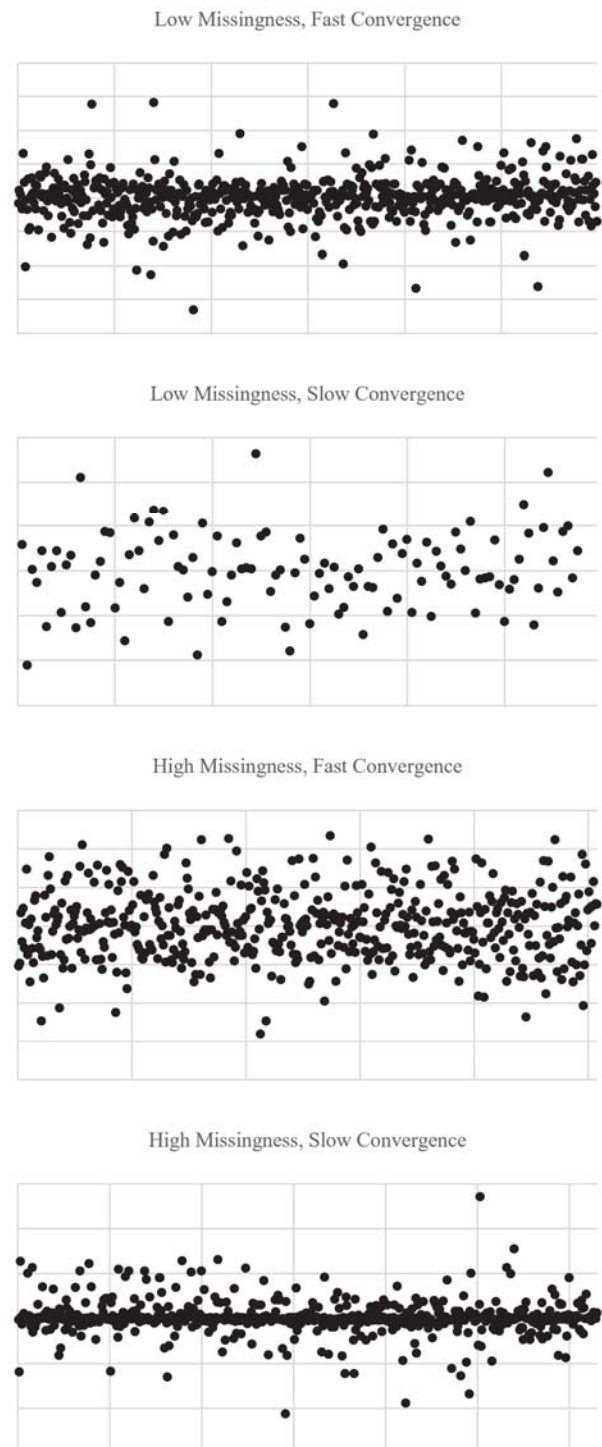 Low Missingness, Fast Convergence
Low Missingness, Slow Convergence
High Missingness, Fast Convergence
High Missingness, Slow Convergence